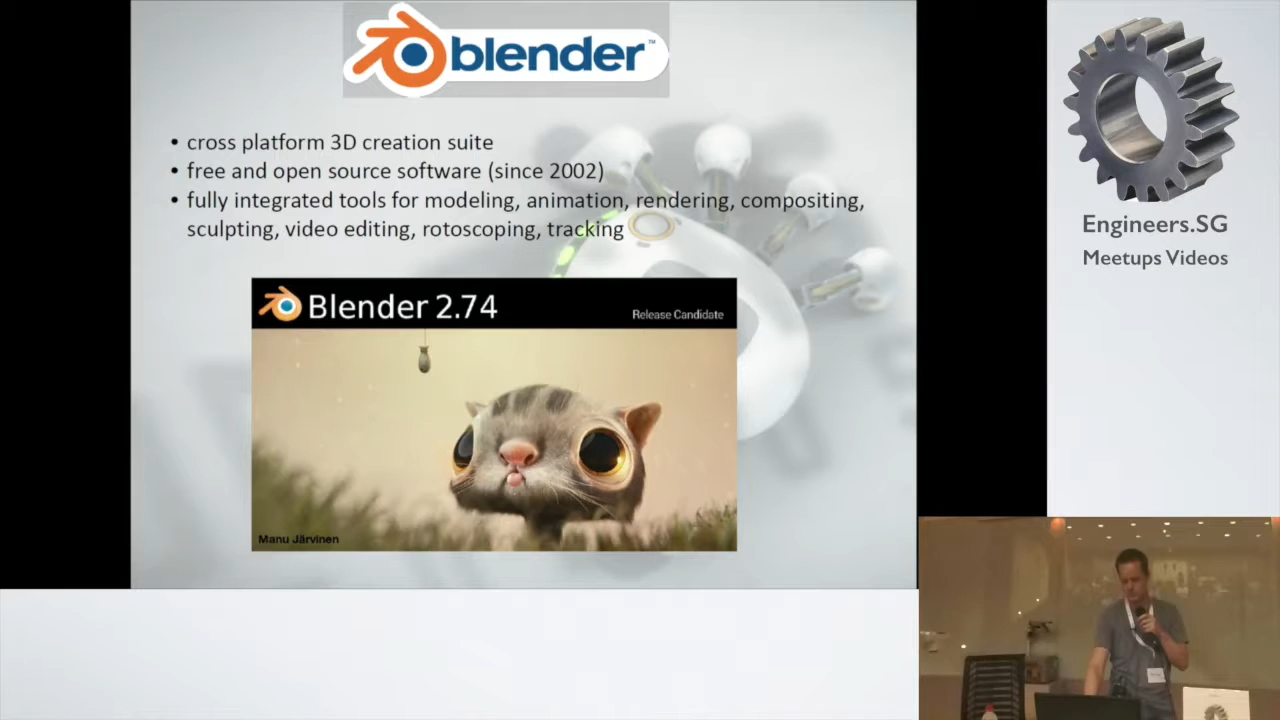 blender™
• cross platform 3D creation suite
• free and open source software (since 2002)
• fully integrated tools for modeling, animation, rendering, compositing,
sculpting, video editing, rotoscoping, tracking
Blender 2.74
Release Candidate
Manu Järvinen
Engineers.SG
Meetups Videos